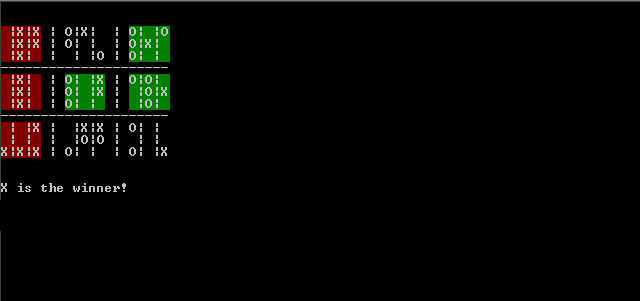 ¦X¦X ¦ O¦X¦  ¦ O¦ ¦O
 ¦X¦X ¦ O¦ ¦  ¦ O¦X¦
 ¦X¦  ¦  ¦ ¦O ¦ O¦ ¦
---------------------
 ¦X¦  ¦ O¦ ¦X ¦ O¦O¦
 ¦X¦  ¦ O¦ ¦X ¦  ¦O¦X
 ¦X¦  ¦ O¦ ¦  ¦  ¦O¦
---------------------
 ¦ ¦X ¦  ¦X¦X ¦ O¦ ¦
 ¦ ¦  ¦  ¦O¦O ¦  ¦ ¦
X¦X¦X ¦ O¦ ¦  ¦ O¦ ¦X
X is the winner!